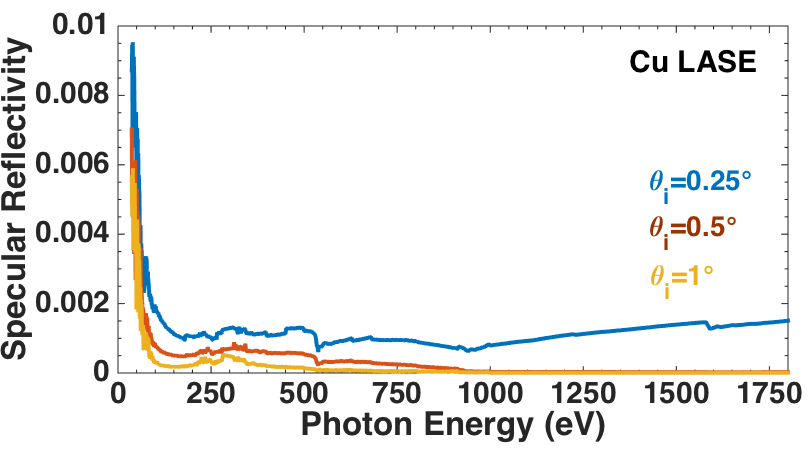 Specular Reflectivity
0.01
0.008
0.006
0.004
0.002
0
Cu LASE
θi=0.25°
θi=0.5°
θi=1°
0 250 500 750 1000 1250 1500 1750
Photon Energy (eV)